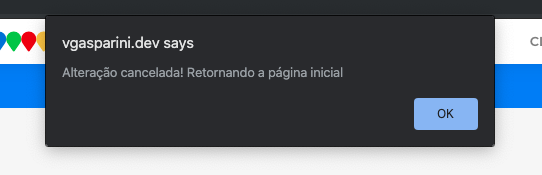 vgasparini.dev says
Alteração cancelada! Retornando a página inicial
OK